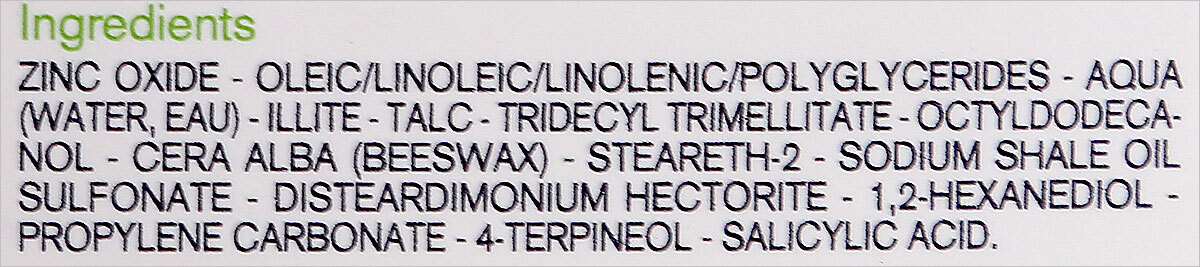 Ingredients
ZINC OXIDE - OLEIC/LINOLEIC/LINOLENIC/POLYGLYCERIDES - AQUA
(WATER, EAU) - ILLITE - TALC - TRIDECYL TRIMELLITATE - OCTYLDODECA-
NOL - CERA ALBA (BEESWAX) - STEARETH-2 - SODIUM SHALE OIL
SULFONATE - DISTEARDIMONIUM HECTORITE - 1,2-HEXANEDIOL -
PROPYLENE CARBONATE - 4-TERPINEOL - SALICYLIC ACID.